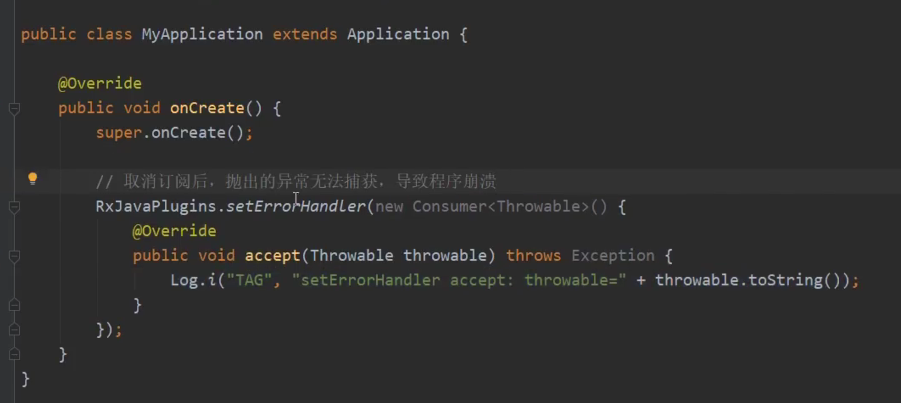 public class MyApplication extends Application {
@Override
public void onCreate() {
super.onCreate();
// 取消订阅后，抛出的异常无法捕获，导致程序崩溃
RxJavaPlugins.setErrorHandler(new Consumer<Throwable>() {
@Override
public void accept(Throwable throwable) throws Exception {
Log.i("TAG", "setErrorHandler accept: throwable=" + throwable.toString());
}
});
}
}